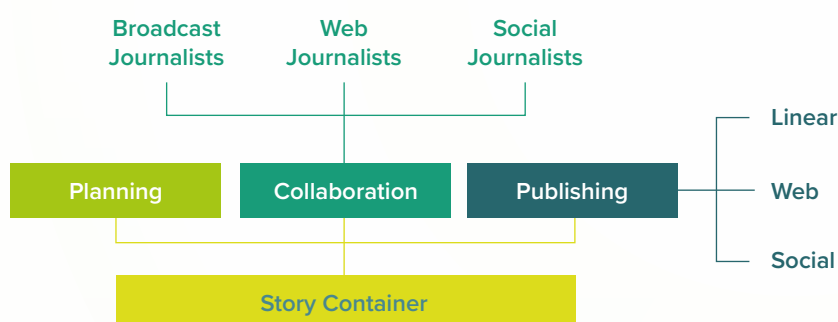 Broadcast
Journalists
Web
Journalists
Social
Journalists
Planning
Collaboration
Publishing
Linear
Web
Social
Story Container